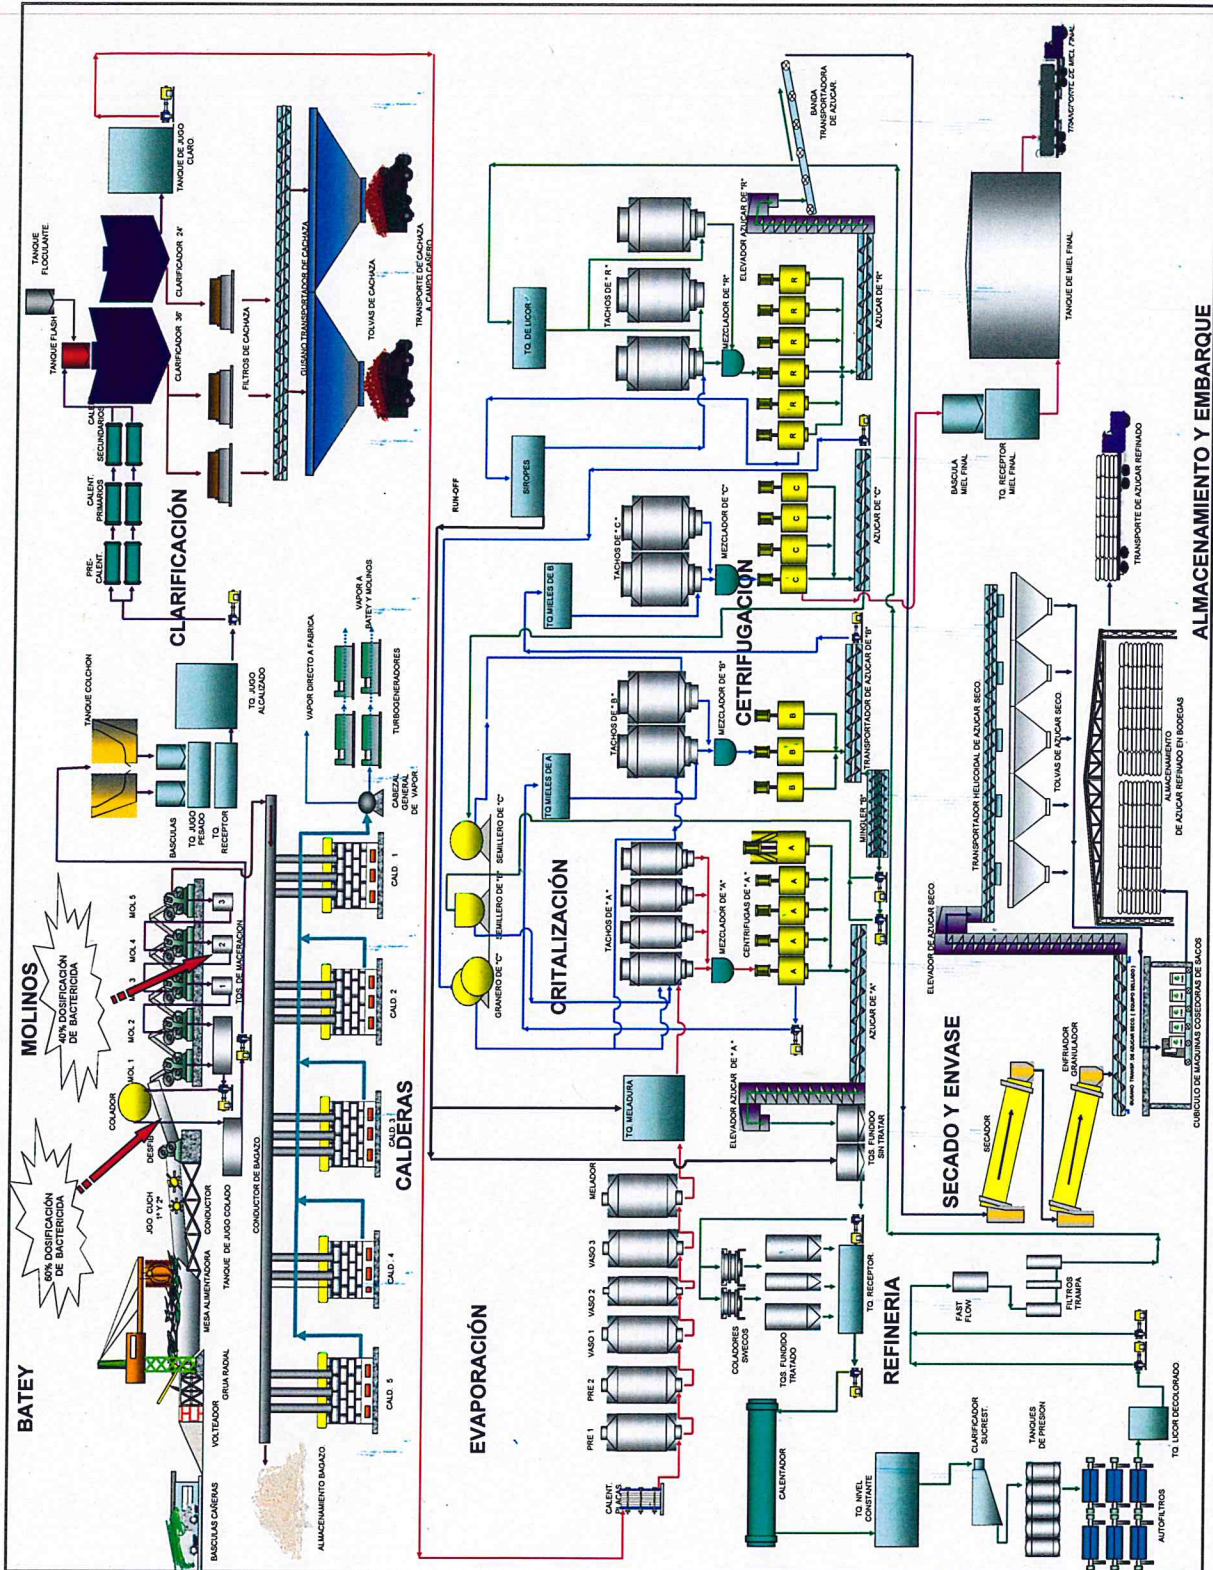 BATEY
MOLINOS
60% DOSIFICACIÓN
DE BACTERICIDA
40% DOSIFICACIÓN
DE BACTERICIDA
BASCULAS CAÑERAS
VOLTEADOR
GRUA RADIAL
MESA ALIMENTADORA
JGO. CUCH
1ª Y 2ª
CONDUCTOR
DESFIB
COLADOR
TANQUE DE JUGO COLADO
MOL 1
MOL 2
MOL 3
MOL 4
MOL 5
1
2
3
TQS. DE MACERACION
CONDUCTOR DE BAGAZO
ALMACENAMIENTO BAGAZO
CALD. 5
CALD. 4
CALD. 3
CALD. 2
CALD. 1
CALDERAS
TANQUE COLCHON
BASCULAS
TQ. JUGO
PESADO
TQ.
RECEPTOR
TQ. JUGO
ALCALIZADO
VAPOR DIRECTO A FABRICA
VAPOR A
BATEY Y MOLINOS
TURBOGENERADORES
CABEZAL
GENERAL
DE VAPOR.
CLARIFICACIÓN
PRE-
CALENT.
CALENT.
PRIMARIOS
SECUNDARIOS
TANQUE FLASH
TANQUE
FLOCULANTE.
CLARIFICADOR 36'
CLARIFICADOR 24'
TANQUE DE JUGO
CLARO.
FILTROS DE CACHAZA
GUSANO TRANSPORTADOR DE CACHAZA
TOLVAS DE CACHAZA
TRANSPORTE DE CACHAZA
A CAMPO CAÑERO
EVAPORACIÓN
CALENT.
PLACAS
PRE 1
PRE 2
VASO 1
VASO 2
VASO 3
MELADOR
TQ. MELADURA
CRITALIZACIÓN
GRANERO DE "C"
SEMILLERO DE "B"
SEMILLERO DE "C"
TACHOS DE " A "
MEZCLADOR DE "A"
CENTRIFUGAS DE "A"
A
A
A
A
A
AZUCAR DE "A"
ELEVADOR AZUCAR DE " A "
TQS. FUNDIDO
SIN TRATAR
TQ.MIELES DE A
TACHOS DE " B "
MEZCLADOR DE "B"
B
B
B
TRANSPORTADOR DE AZUCAR DE "B"
MINGLER "B"
CETRIFUGACION
RUN-OFF
TQ.MIELES DE B
TACHOS DE " C "
MEZCLADOR DE "C"
C
C
C
C
AZUCAR DE "C"
SIROPES
TQ. DE LICOR
TACHOS DE " R "
MEZCLADOR DE "R"
R
R
R
R
R
R
AZUCAR DE "R"
ELEVADOR AZUCAR DE "R"
BANDA
TRANSPORTADORA
DE AZUCAR.
REFINERIA
COLADORES
SWECOS
TQS. FUNDIDO
TRATADO
TQ. RECEPTOR
CALENTADOR
TQ. NIVEL
CONSTANTE
CLARIFICADOR
SUCREST.
TANQUES
DE PRESION
AUTOFILTROS
TQ. LICOR DECOLORADO
FAST
FLOW
FILTROS
TRAMPA
SECADO Y ENVASE
SECADOR
ENFRIADOR
GRANULADOR
GUSANO TRANSP. DE AZUCAR SECO. ( EQUIPO SELLADO )
ELEVADOR DE AZUCAR SECO.
TRANSPORTADOR HELICOIDAL DE AZUCAR SECO.
TOLVAS DE AZUCAR SECO.
CUBICULO DE MAQUINAS COSEDORAS DE SACOS
ALMACENAMIENTO
DE AZUCAR REFINADO EN BODEGAS
TRANSPORTE DE AZUCAR REFINADO
BASCULA
MIEL FINAL
TQ. RECEPTOR
MIEL FINAL
TANQUE DE MIEL FINAL
TRANSPORTE DE MIEL FINAL
ALMACENAMIENTO Y EMBARQUE